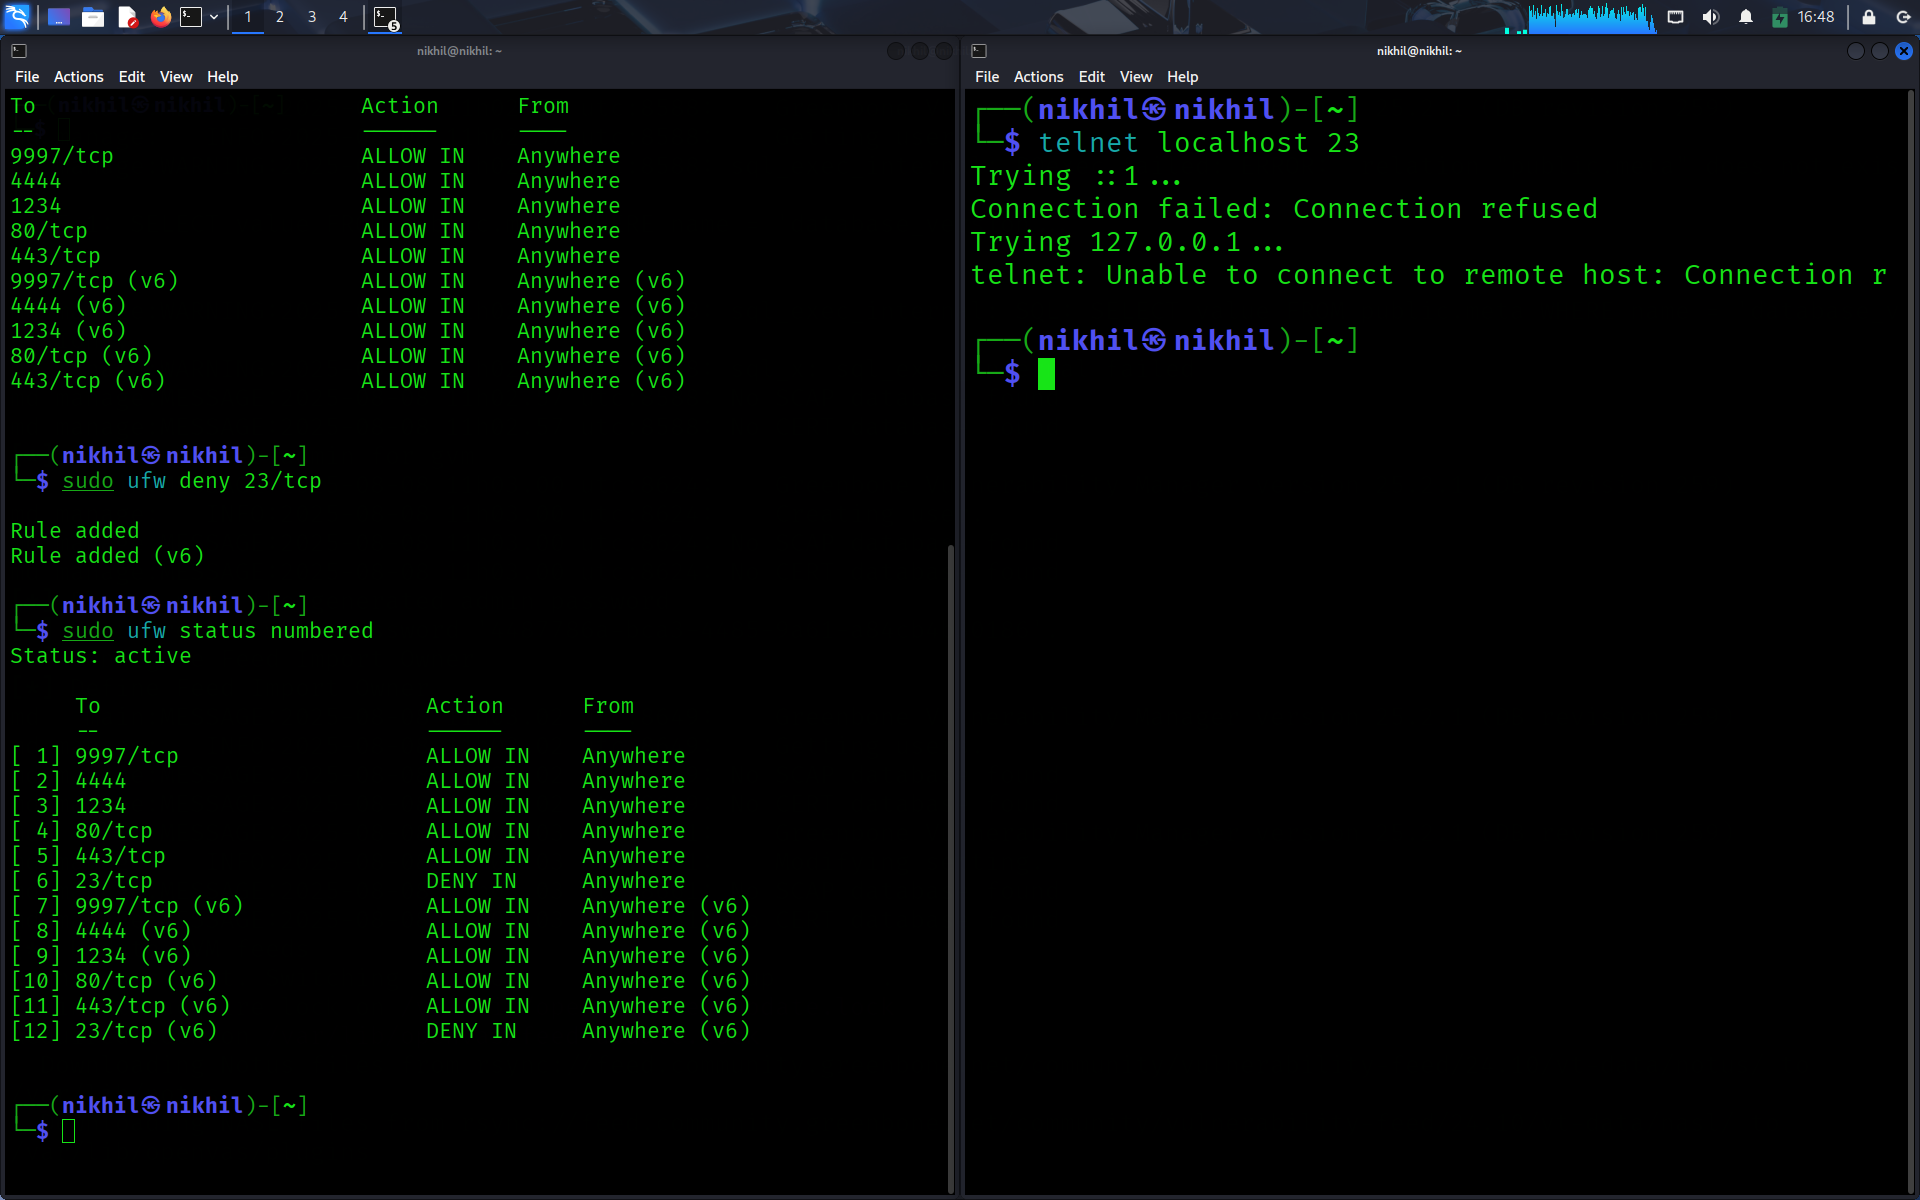 1 2 3 4 5 16:48
nikhil@nikhil: ~
File Actions Edit View Help
To Action From
-- ------ ----
9997/tcp ALLOW IN Anywhere
4444 ALLOW IN Anywhere
1234 ALLOW IN Anywhere
80/tcp ALLOW IN Anywhere
443/tcp ALLOW IN Anywhere
9997/tcp (v6) ALLOW IN Anywhere (v6)
4444 (v6) ALLOW IN Anywhere (v6)
1234 (v6) ALLOW IN Anywhere (v6)
80/tcp (v6) ALLOW IN Anywhere (v6)
443/tcp (v6) ALLOW IN Anywhere (v6)
┌──(nikhil㉿nikhil)-[~]
└─$ sudo ufw deny 23/tcp
Rule added
Rule added (v6)
┌──(nikhil㉿nikhil)-[~]
└─$ sudo ufw status numbered
Status: active
To Action From
-- ------ ----
[ 1] 9997/tcp ALLOW IN Anywhere
[ 2] 4444 ALLOW IN Anywhere
[ 3] 1234 ALLOW IN Anywhere
[ 4] 80/tcp ALLOW IN Anywhere
[ 5] 443/tcp ALLOW IN Anywhere
[ 6] 23/tcp DENY IN Anywhere
[ 7] 9997/tcp (v6) ALLOW IN Anywhere (v6)
[ 8] 4444 (v6) ALLOW IN Anywhere (v6)
[ 9] 1234 (v6) ALLOW IN Anywhere (v6)
[10] 80/tcp (v6) ALLOW IN Anywhere (v6)
[11] 443/tcp (v6) ALLOW IN Anywhere (v6)
[12] 23/tcp (v6) DENY IN Anywhere (v6)
┌──(nikhil㉿nikhil)-[~]
└─$
nikhil@nikhil: ~
File Actions Edit View Help
┌──(nikhil㉿nikhil)-[~]
└─$ telnet localhost 23
Trying ::1...
Connection failed: Connection refused
Trying 127.0.0.1...
telnet: Unable to connect to remote host: Connection r
┌──(nikhil㉿nikhil)-[~]
└─$